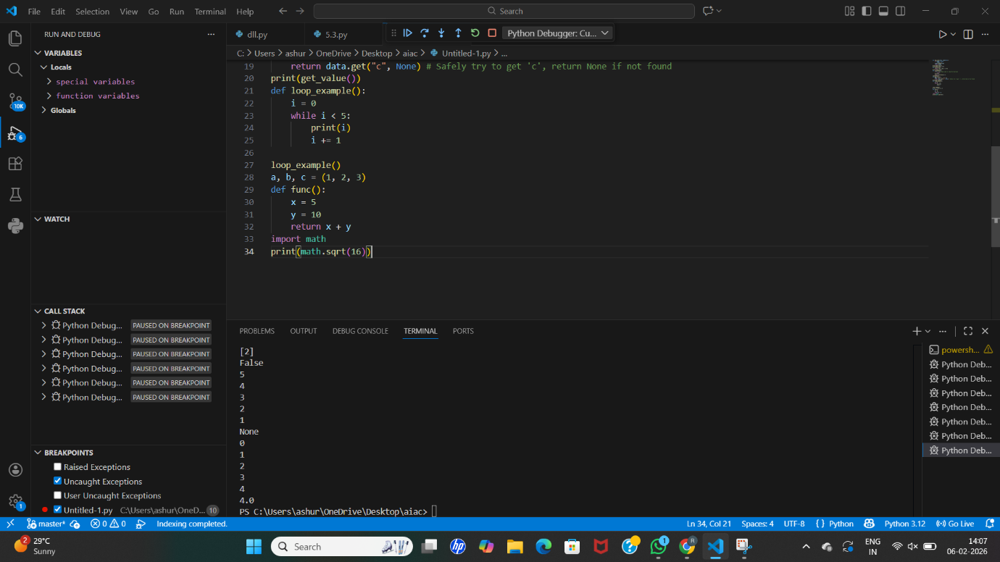 File Edit Selection View Go Run Terminal Help Search
RUN AND DEBUG
VARIABLES
Locals
special variables
function variables
Globals
WATCH
CALL STACK
Python Debug... PAUSED ON BREAKPOINT
Python Debug... PAUSED ON BREAKPOINT
Python Debug... PAUSED ON BREAKPOINT
Python Debug... PAUSED ON BREAKPOINT
Python Debug... PAUSED ON BREAKPOINT
Python Debug... PAUSED ON BREAKPOINT
BREAKPOINTS
Raised Exceptions
Uncaught Exceptions
User Uncaught Exceptions
Untitled-1.py C:\Users\ashur\OneD... 10
10K
6
1
dll.py 5.3.py Python Debugger: Cu...
C: > Users > ashur > OneDrive > Desktop > aiac > Untitled-1.py > ...
19 return data.get("c", None) # Safely try to get 'c', return None if not found
20 print(get_value())
21 def loop_example():
22 i = 0
23 while i < 5:
24 print(i)
25 i += 1
26
27 loop_example()
28 a, b, c = (1, 2, 3)
29 def func():
30 x = 5
31 y = 10
32 return x + y
33 import math
34 print(math.sqrt(16))
PROBLEMS OUTPUT DEBUG CONSOLE TERMINAL PORTS
[2]
False
5
4
3
2
1
None
0
1
2
3
4
4.0
PS C:\Users\ashur\OneDrive\Desktop\aiac>
powersh...
Python Deb...
Python Deb...
Python Deb...
Python Deb...
Python Deb...
Python Deb...
Python Deb...
master* 0 0 Indexing completed. Ln 34, Col 21 Spaces: 4 UTF-8 {} Python Python 3.12 Go Live
2
29°C
Sunny
Search
hp
1
R
ENG
IN
14:07
06-02-2026